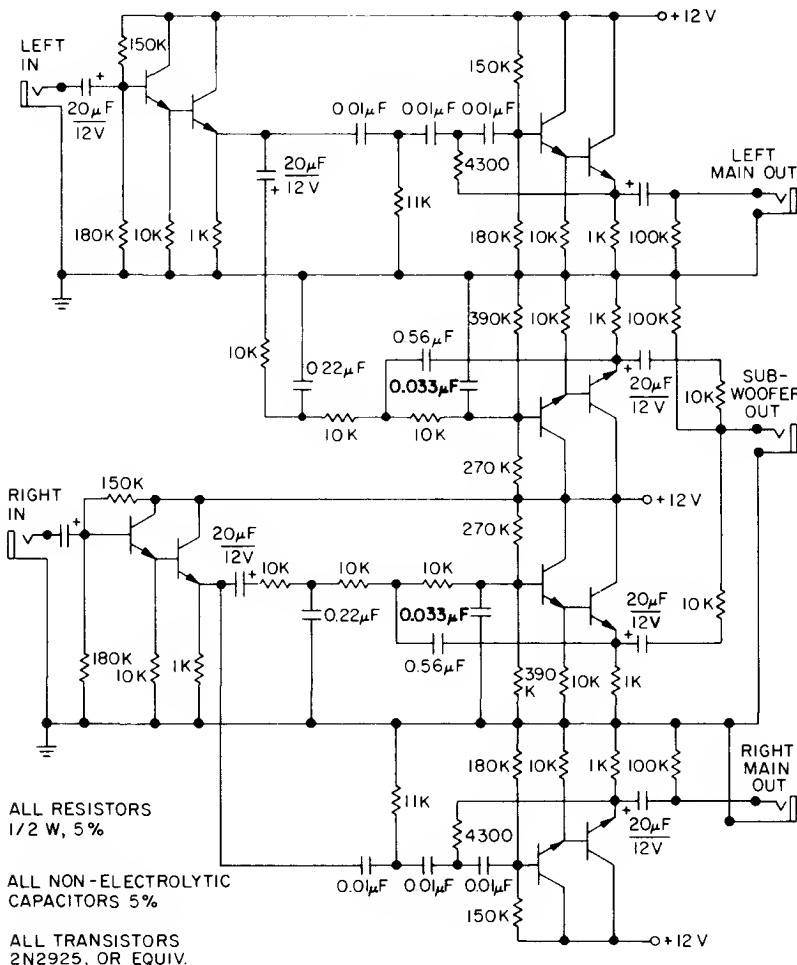 +12V
LEFT
IN
150K
20µF
12V
180K
10K
1K
20µF
12V
0.01µF
0.01µF
0.01µF
11K
4300
150K
180K
10K
1K
100K
LEFT
MAIN OUT
10K
0.22µF
10K
10K
0.56µF
0.033µF
390K
10K
1K
100K
20µF
12V
10K
SUB-
WOOFER
OUT
270K
+12V
RIGHT
IN
150K
180K
10K
1K
20µF
12V
10K
0.22µF
10K
10K
0.033µF
0.56µF
270K
390
K
10K
1K
20µF
12V
10K
11K
0.01µF
0.01µF
0.01µF
4300
180K
10K
1K
100K
20µF
12V
150K
+12V
RIGHT
MAIN
OUT
ALL RESISTORS
1/2 W, 5%
ALL NON-ELECTROLYTIC
CAPACITORS 5%
ALL TRANSISTORS
2N2925, OR EQUIV.